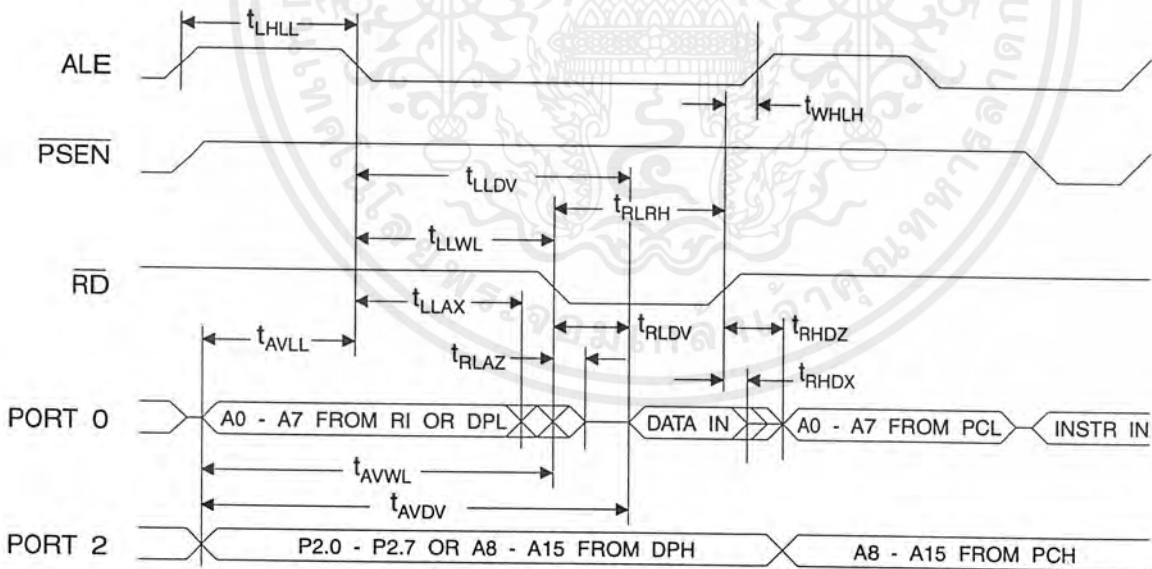 tLHLL
ALE
tWHLH
PSEN
tLLDV
tRLRH
tLLWL
RD
tLLAX
tRLDV
tRHDZ
tAVLL
tRLAZ
tRHDX
PORT 0
A0 - A7 FROM RI OR DPL
DATA IN
A0 - A7 FROM PCL
INSTR IN
tAVWL
tAVDV
PORT 2
P2.0 - P2.7 OR A8 - A15 FROM DPH
A8 - A15 FROM PCH